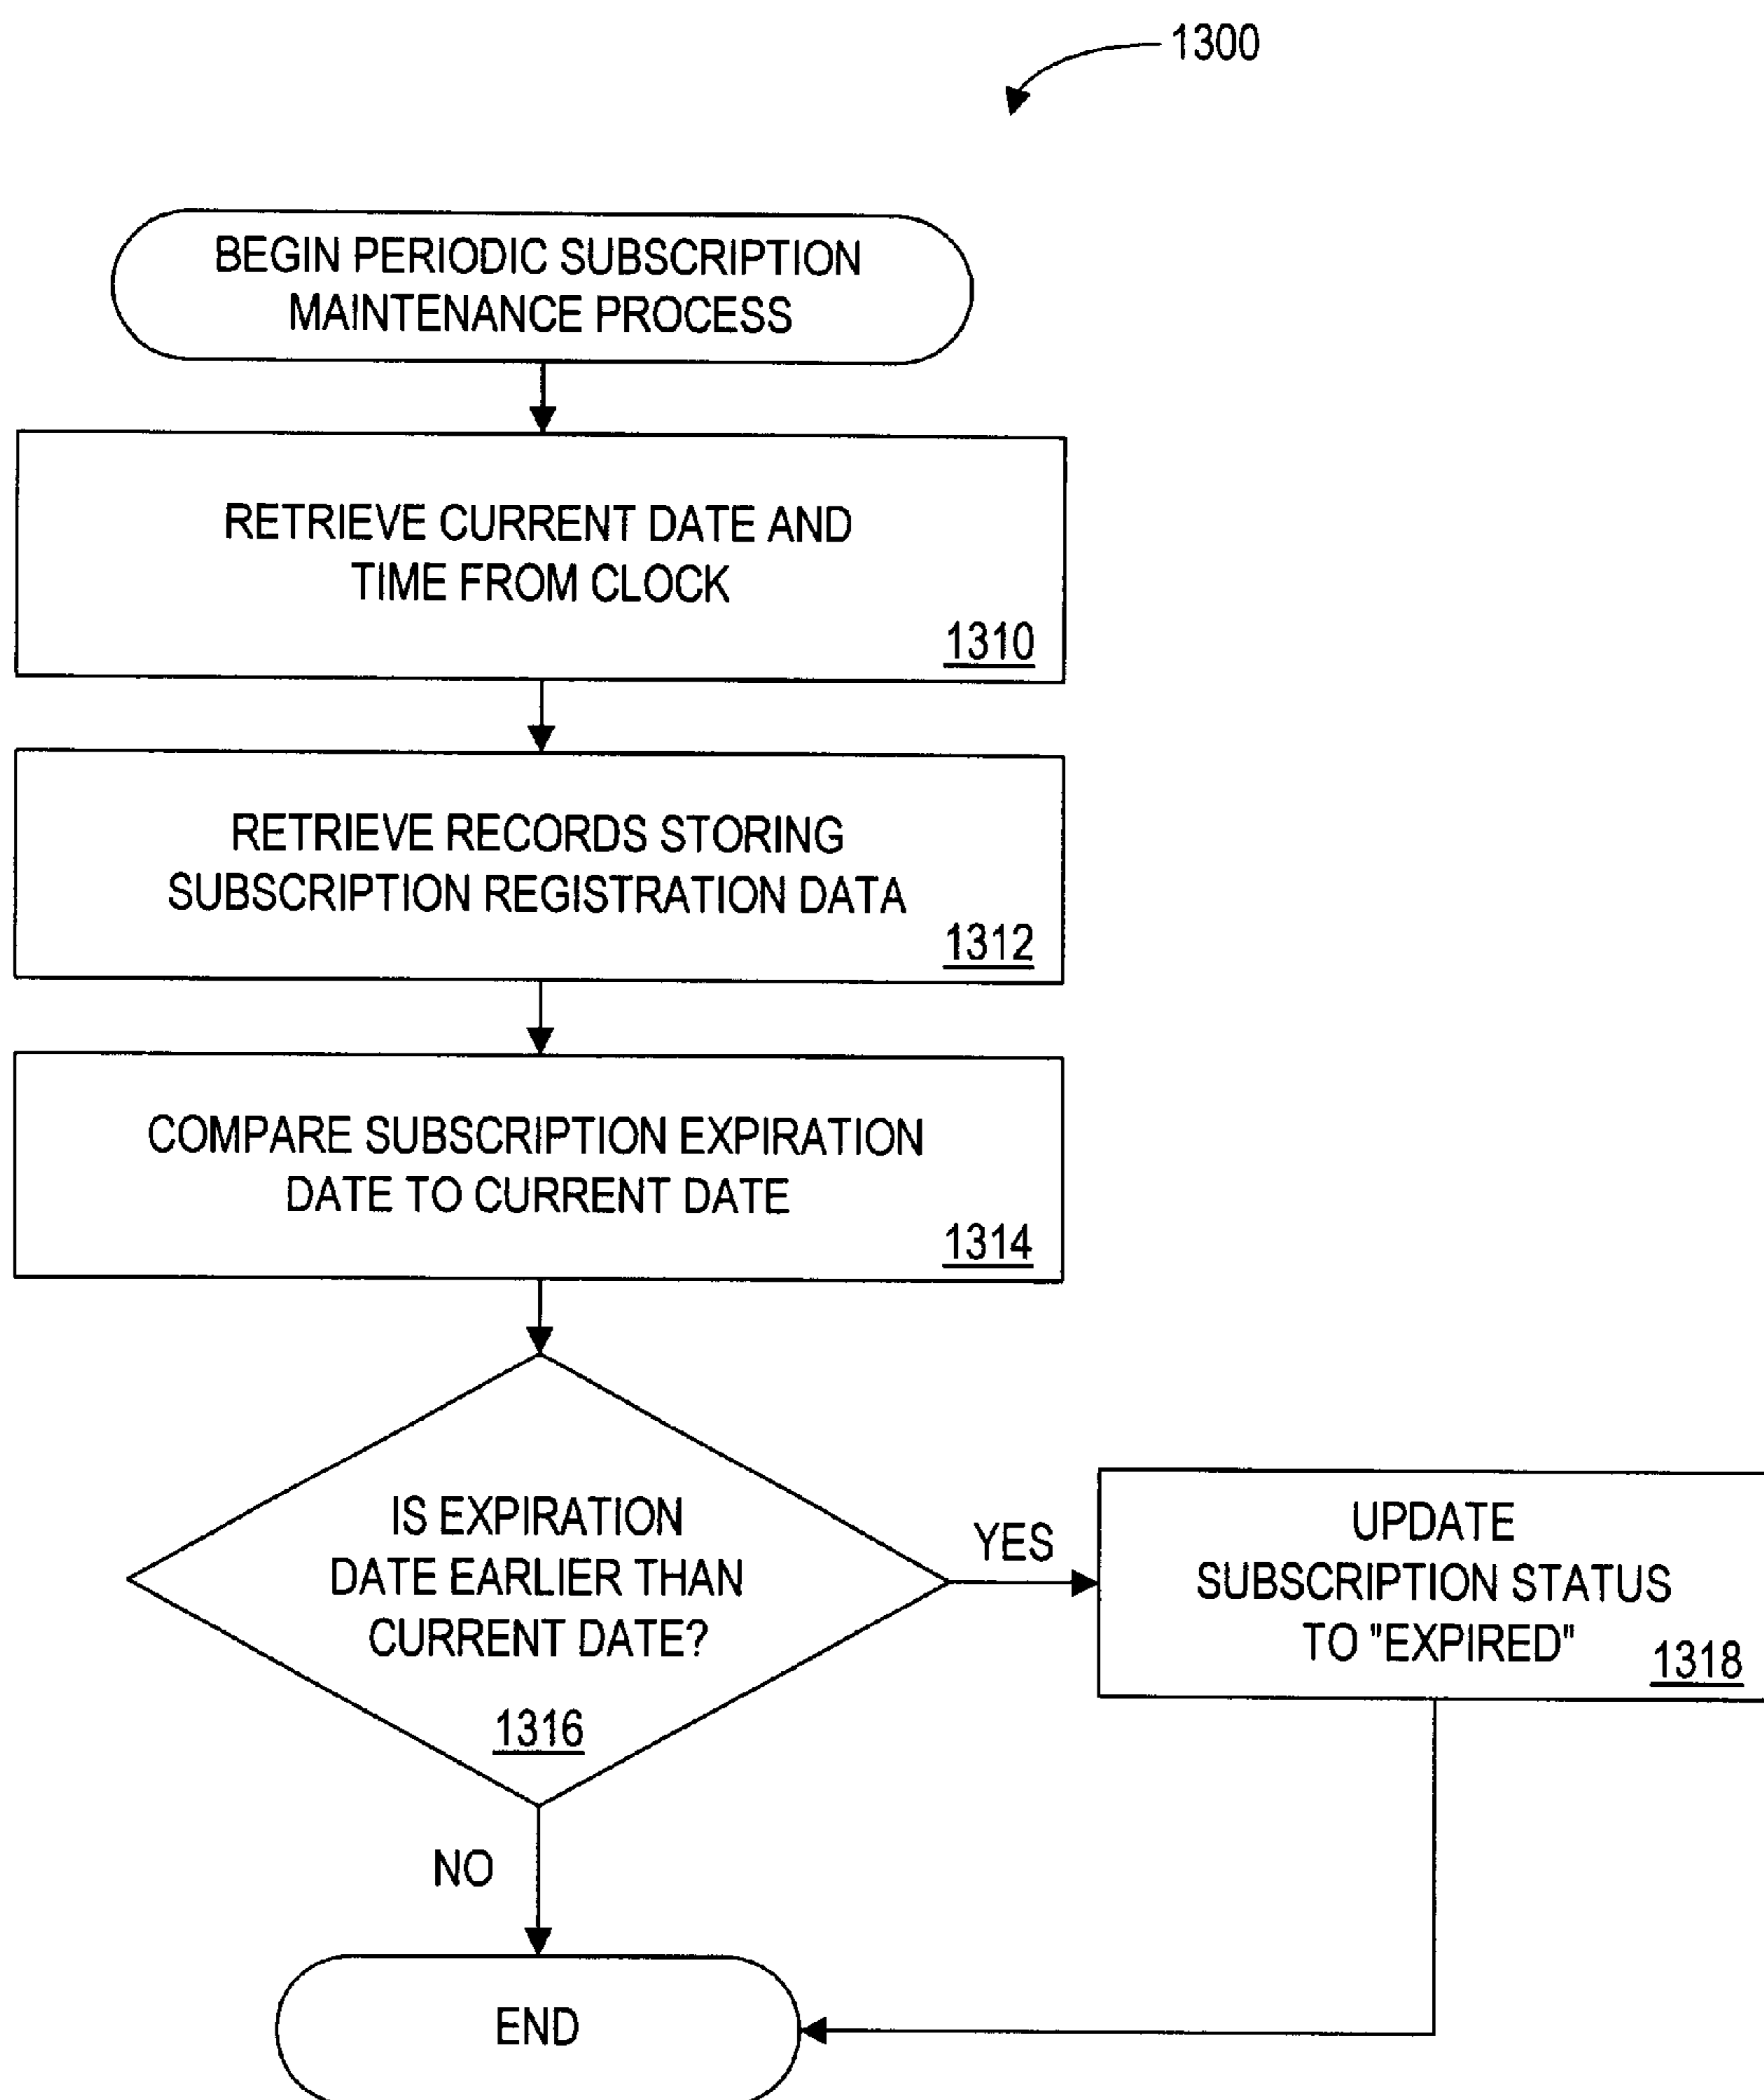 1300
BEGIN PERIODIC SUBSCRIPTION
MAINTENANCE PROCESS
RETRIEVE CURRENT DATE AND
TIME FROM CLOCK
1310
RETRIEVE RECORDS STORING
SUBSCRIPTION REGISTRATION DATA
1312
COMPARE SUBSCRIPTION EXPIRATION
DATE TO CURRENT DATE
1314
IS EXPIRATION
DATE EARLIER THAN
CURRENT DATE?
1316
YES
UPDATE
SUBSCRIPTION STATUS
TO "EXPIRED"
1318
NO
END